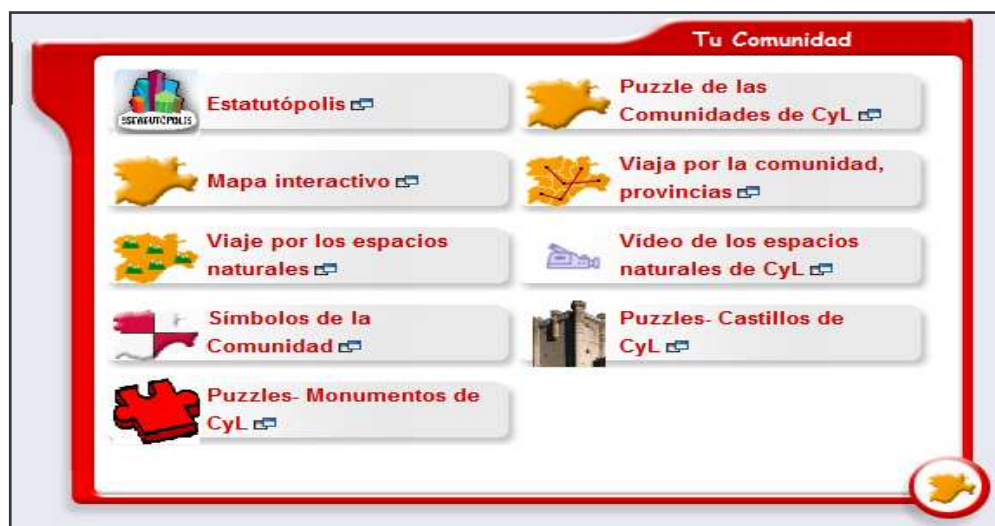 Tu Comunidad
Estatutópolis
Puzzle de las
Comunidades de CyL
ESTATUTÓPOLIS
Mapa interactivo
Viaja por la comunidad,
provincias
Viaje por los espacios
naturales
Vídeo de los espacios
naturales de CyL
Símbolos de la
Comunidad
Puzzles- Castillos de
CyL
Puzzles- Monumentos de
CyL